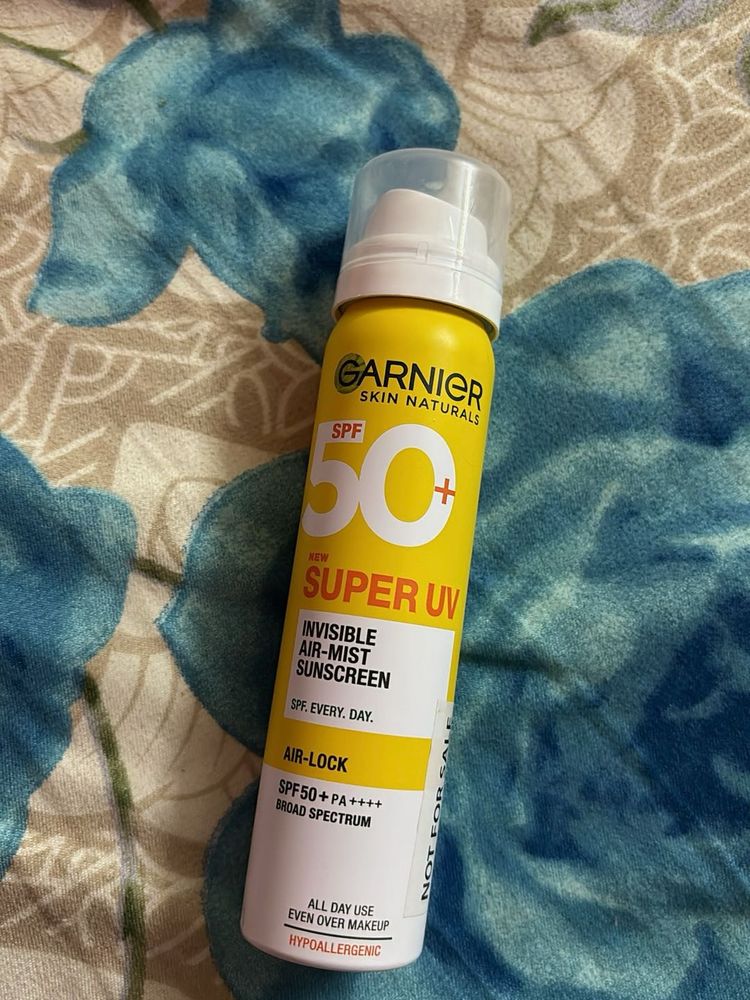 GARNIER
SKIN NATURALS
SPF
50+
NEW
SUPER UV
INVISIBLE
AIR-MIST
SUNSCREEN
SPF. EVERY. DAY.
AIR-LOCK
SPF50+ PA++++
BROAD SPECTRUM
NOT FOR SALE
ALL DAY USE
EVEN OVER MAKEUP
HYPOALLERGENIC